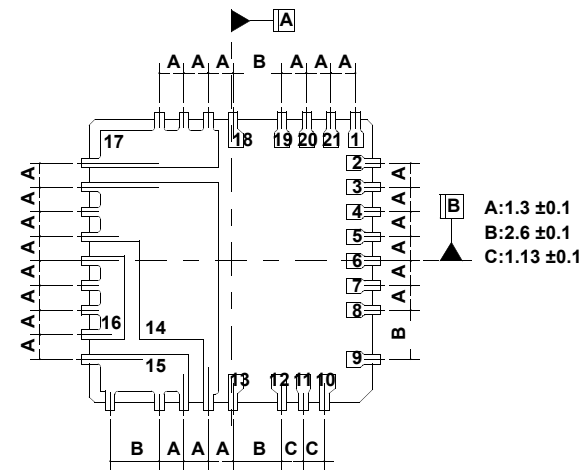 A
A A A B A A A
17 18 19 20 21 1
2
A A
3
A A
4
B A:1.3 ±0.1
A A
5
B:2.6 ±0.1
A A
6
C:1.13 ±0.1
A A
7
A A
8
16 14
A B
15
9
13 12 11 10
B A A A B C C